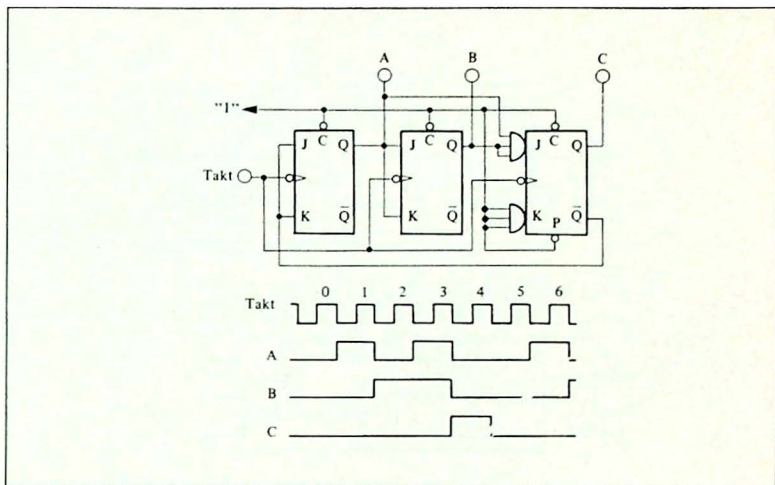 A B C
"1"
J C Q J C Q J C Q
Takt
K Q̅ K Q̅ K P Q̅
0 1 2 3 4 5 6
Takt
A
B
C